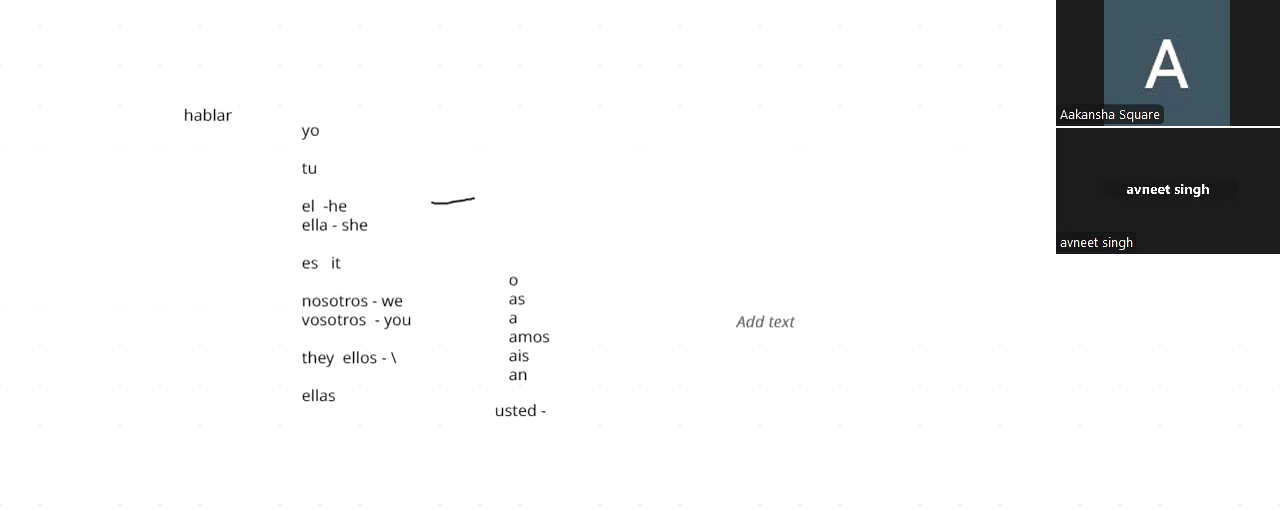 hablar
yo
tu
el -he
ella - she
es it
nosotros - we
vosotros - you
they ellos - \
ellas
o
as
a
amos
ais
an
usted -
Add text
A
Aakansha Square
avneet singh
avneet singh